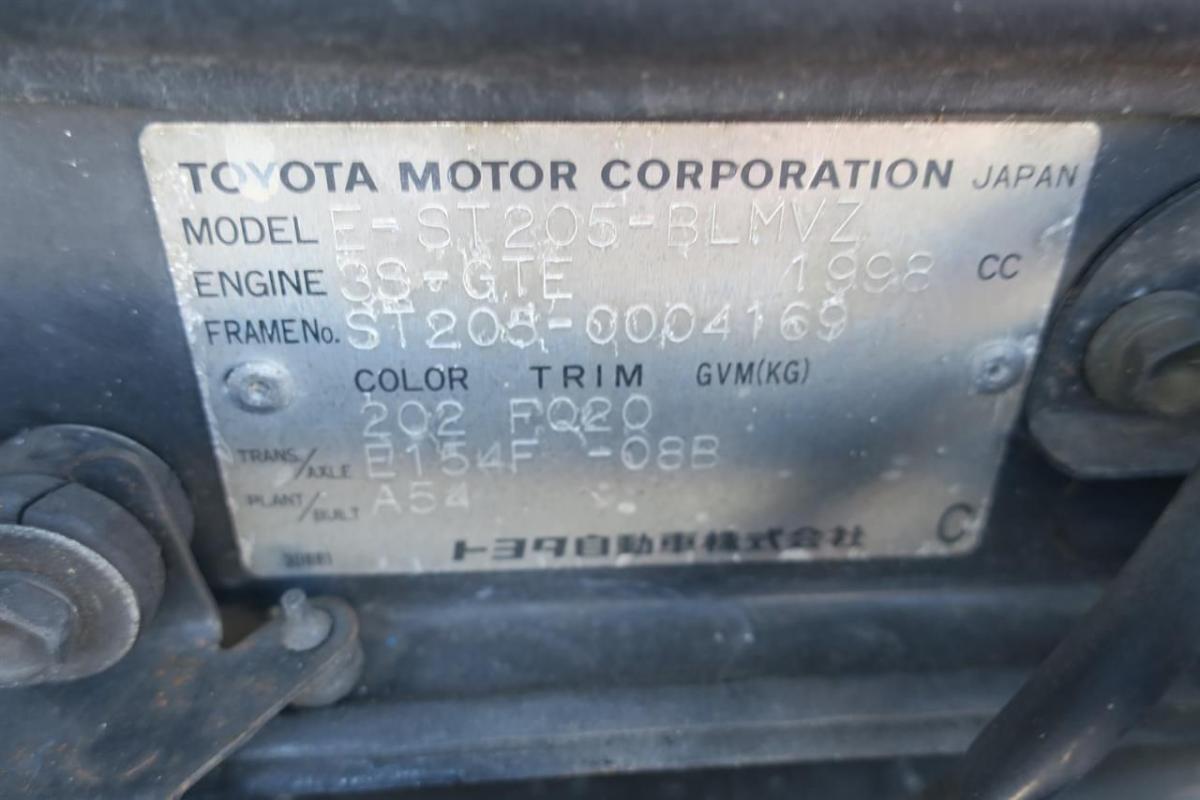 TOYOTA MOTOR CORPORATION JAPAN
MODEL E-ST205-BLMVZ
ENGINE 3S-GTE 1998 CC
FRAME No. ST205-0004169
COLOR TRIM GVM(KG)
202 FQ20
TRANS./AXLE E154F -08B
PLANT/BUILT A54
トヨタ自動車株式会社 C